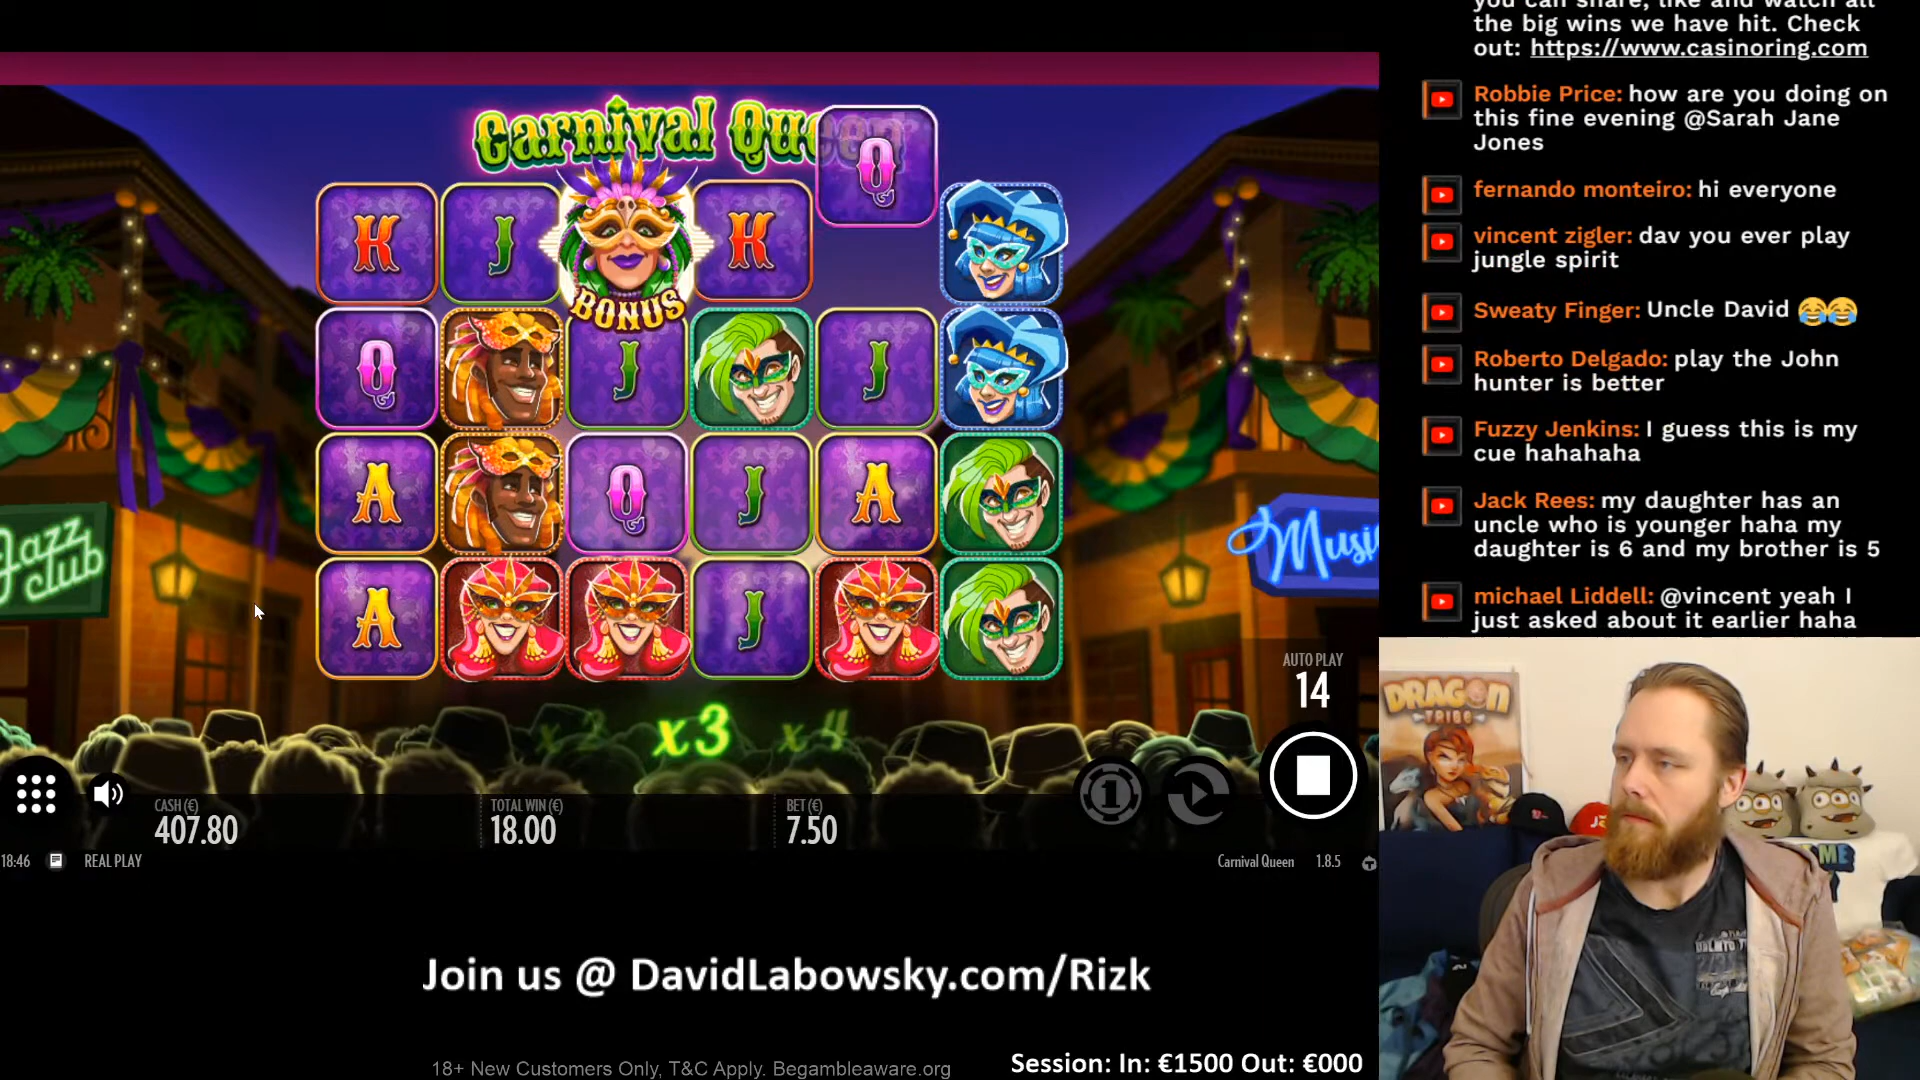 you can share, like and watch all
the big wins we have hit. Check
out: https://www.casinoring.com
Robbie Price: how are you doing on
this fine evening @Sarah Jane
Jones
fernando monteiro: hi everyone
vincent zigler: dav you ever play
jungle spirit
Sweaty Finger: Uncle David 😂😂
Roberto Delgado: play the John
hunter is better
Fuzzy Jenkins: I guess this is my
cue hahahaha
Jack Rees: my daughter has an
uncle who is younger haha my
daughter is 6 and my brother is 5
michael Liddell: @vincent yeah I
just asked about it earlier haha
Carnival Queen
Q
K J K
BONUS
Q J J
A Q J A
A J
Jazz
club
Music
x2 x3 x4
AUTO PLAY
14
1
CASH (€)
407.80
TOTAL WIN (€)
18.00
BET (€)
7.50
18:46 REAL PLAY
Carnival Queen 1.8.5
DRAGON
TRIBE
ME
Join us @ DavidLabowsky.com/Rizk
18+ New Customers Only, T&C Apply. Begambleaware.org
Session: In: €1500 Out: €000